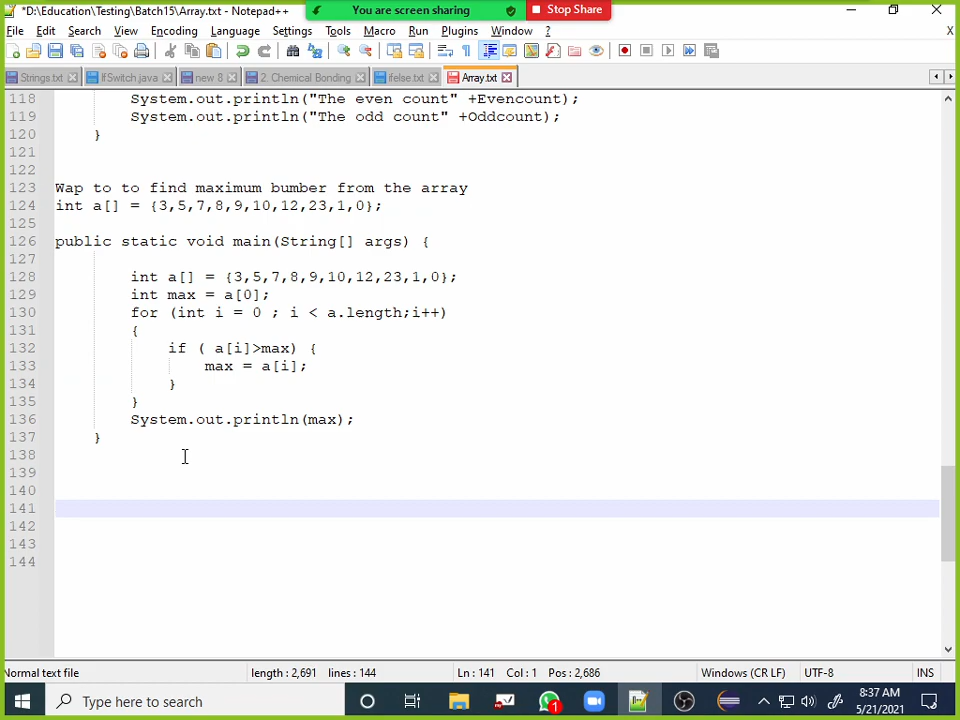 *D:\Education\Testing\Batch15\Array.txt - Notepad++
You are screen sharing
Stop Share
File Edit Search View Encoding Language Settings Tools Macro Run Plugins Window ? X
Strings.txt IfSwitch.java new 8 2. Chemical Bonding ifelse.txt Array.txt
118 System.out.println("The even count" +Evencount);
119 System.out.println("The odd count" +Oddcount);
120 }
121
122
123 Wap to to find maximum bumber from the array
124 int a[] = {3,5,7,8,9,10,12,23,1,0};
125
126 public static void main(String[] args) {
127
128 int a[] = {3,5,7,8,9,10,12,23,1,0};
129 int max = a[0];
130 for (int i = 0 ; i < a.length;i++)
131 {
132 if ( a[i]>max) {
133 max = a[i];
134 }
135 }
136 System.out.println(max);
137 }
138
139
140
141
142
143
144
Normal text file length : 2,691 lines : 144 Ln : 141 Col : 1 Pos : 2,686 Windows (CR LF) UTF-8 INS
Type here to search
1
8:37 AM
5/21/2021